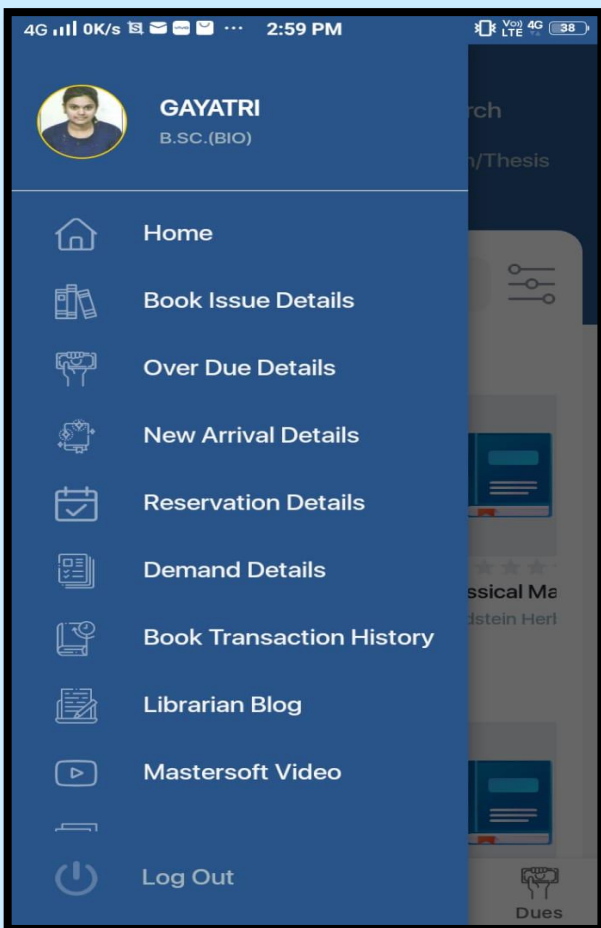 4G 0K/s ... 2:59 PM VoD LTE 4G 38
GAYATRI
B.SC.(BIO)
rch
n/Thesis
Home
Book Issue Details
Over Due Details
New Arrival Details
Reservation Details
Demand Details
ssical Ma
dstein Herl
Book Transaction History
Librarian Blog
Mastersoft Video
Log Out
Dues